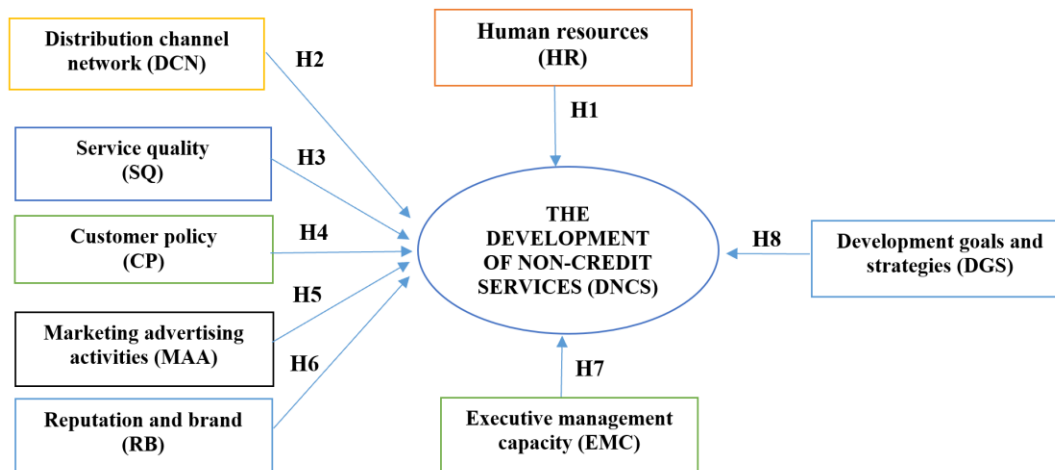 Distribution channel
network (DCN)
H2
Human resources
(HR)
H1
Service quality
(SQ)
H3
Customer policy
(CP)
H4
THE
DEVELOPMENT
OF NON-CREDIT
SERVICES (DNCS)
H8
Development goals and
strategies (DGS)
Marketing advertising
activities (MAA)
H5
Reputation and brand
(RB)
H6
H7
Executive management
capacity (EMC)